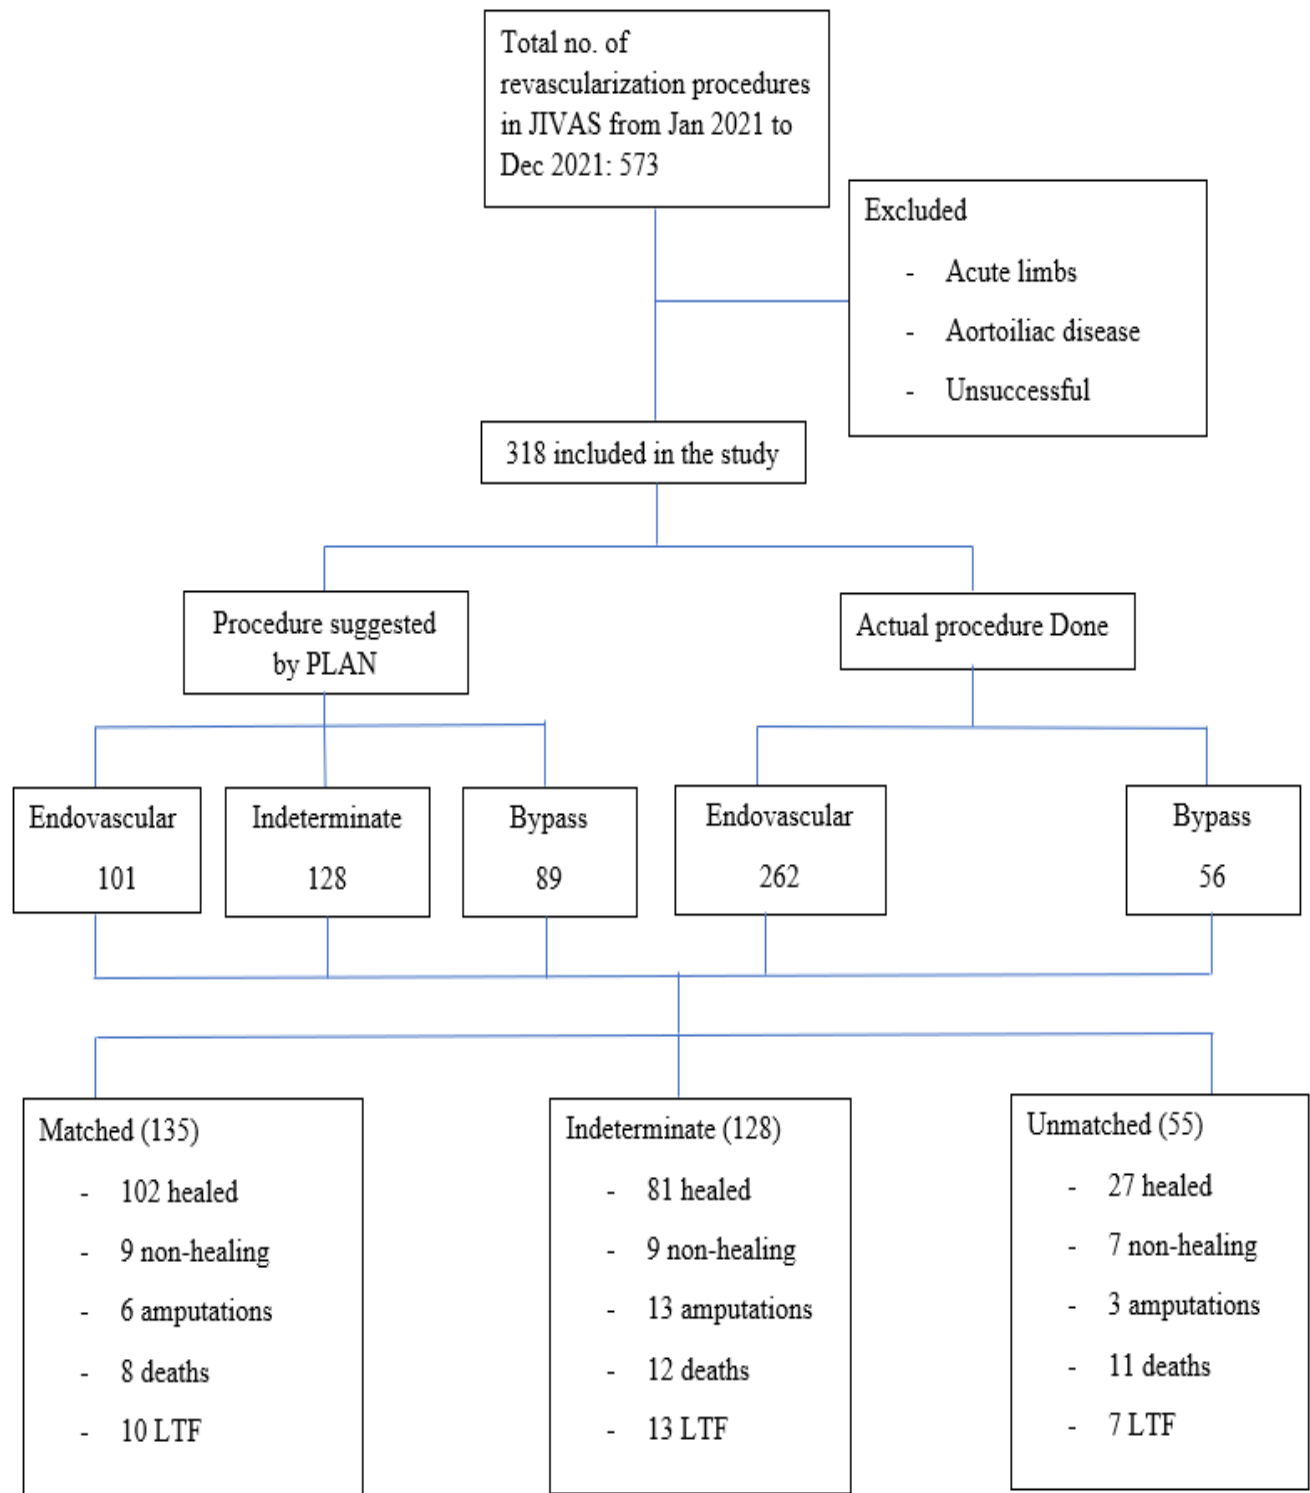 Total no. of
revascularization procedures
in JIVAS from Jan 2021 to
Dec 2021: 573
Excluded
- Acute limbs
- Aortoiliac disease
- Unsuccessful
318 included in the study
Procedure suggested
by PLAN
Actual procedure Done
Endovascular
101
Indeterminate
128
Bypass
89
Endovascular
262
Bypass
56
Matched (135)
- 102 healed
- 9 non-healing
- 6 amputations
- 8 deaths
- 10 LTF
Indeterminate (128)
- 81 healed
- 9 non-healing
- 13 amputations
- 12 deaths
- 13 LTF
Unmatched (55)
- 27 healed
- 7 non-healing
- 3 amputations
- 11 deaths
- 7 LTF